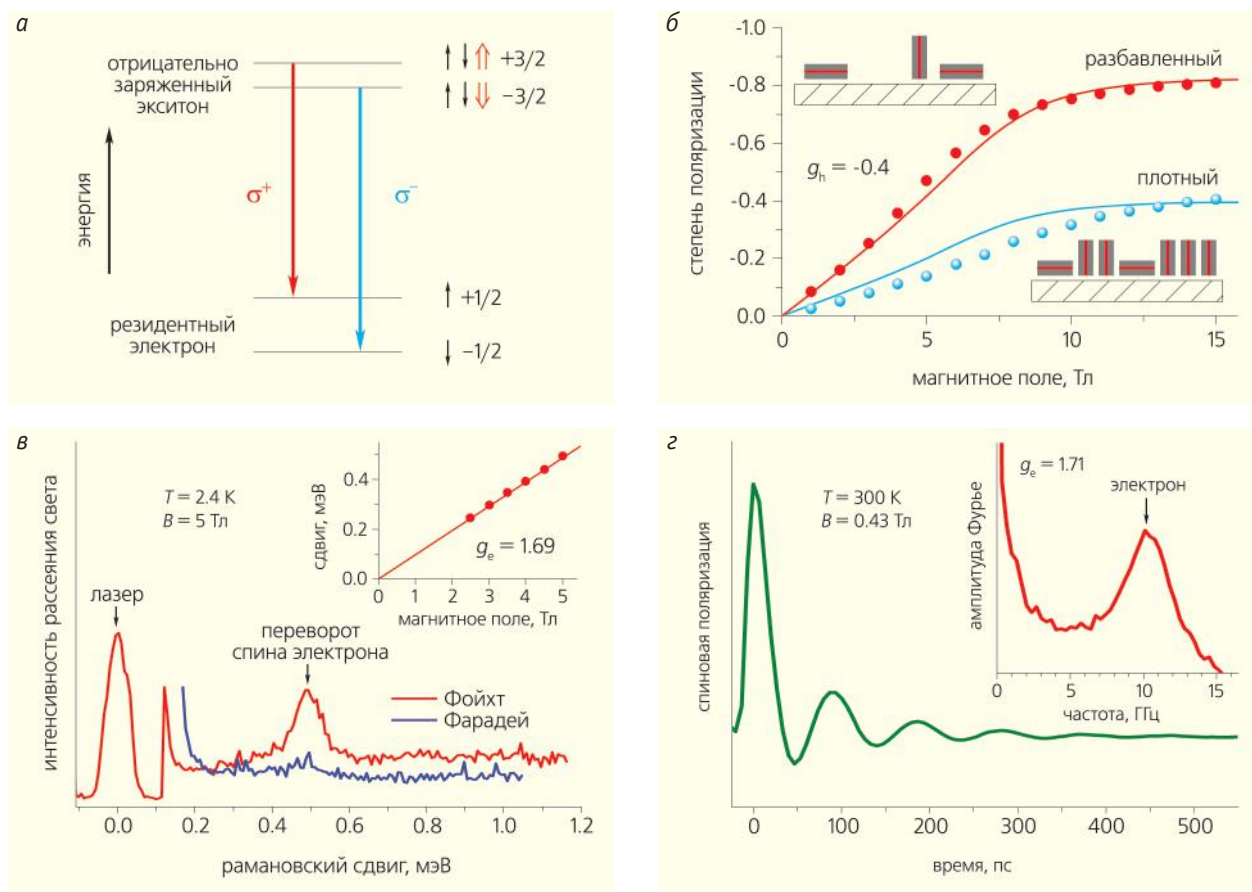 а
отрицательно
заряженный
экситон
+3/2
−3/2
энергия
σ+
σ−
резидентный
электрон
+1/2
−1/2
б
степень поляризации
-1.0
-0.8
-0.6
-0.4
-0.2
0.0
разбавленный
gh = -0.4
плотный
0
5
10
15
магнитное поле, Тл
в
интенсивность рассеяния света
T = 2.4 К
B = 5 Тл
лазер
сдвиг, мэВ
0.4
0.2
0.0
ge = 1.69
0 1 2 3 4 5
магнитное поле, Тл
переворот
спина электрона
Фойхт
Фарадей
0.0 0.2 0.4 0.6 0.8 1.0 1.2
рамановский сдвиг, мэВ
г
спиновая поляризация
T = 300 К
B = 0.43 Тл
амплитуда Фурье
ge = 1.71
электрон
0 5 10 15
частота, ГГц
0 100 200 300 400 500
время, пс